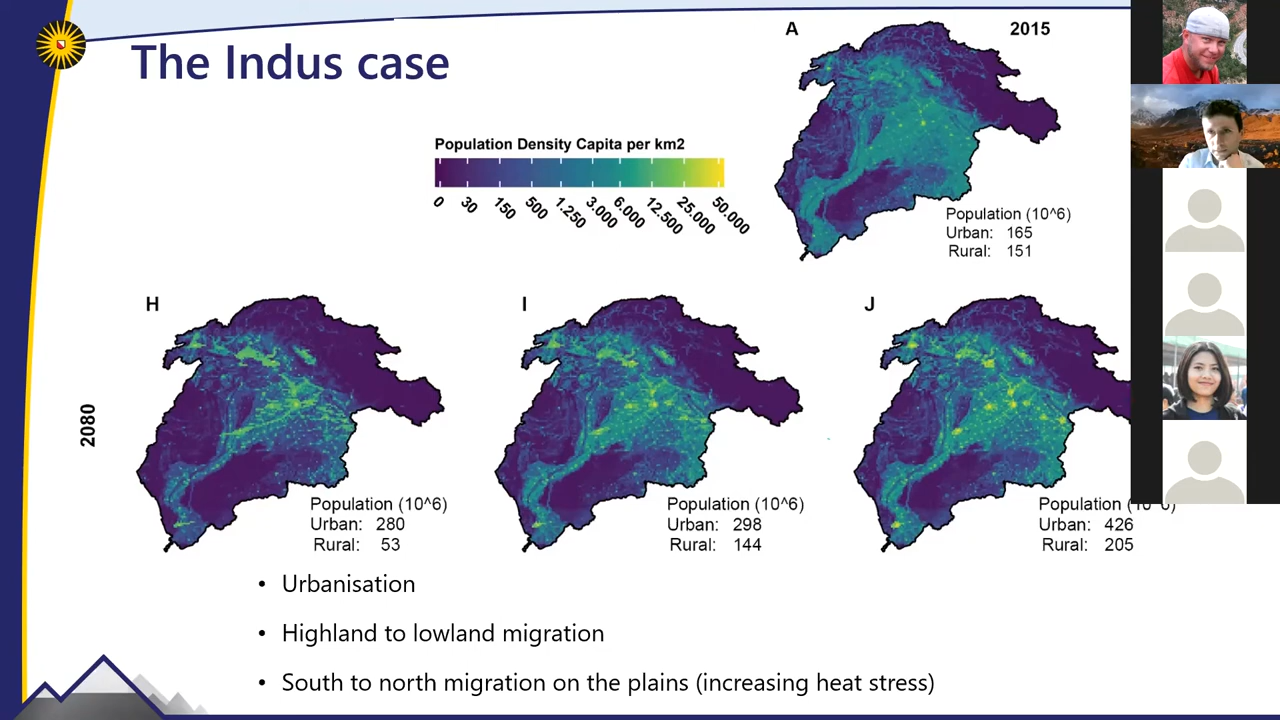 The Indus case
A
2015
Population Density Capita per km2
0 30 150 500 1.250 3.000 6.000 12.500 25.000 50.000
Population (10^6)
Urban: 165
Rural: 151
2080
H
Population (10^6)
Urban: 280
Rural: 53
I
Population (10^6)
Urban: 298
Rural: 144
J
Population (10^6)
Urban: 426
Rural: 205
• Urbanisation
• Highland to lowland migration
• South to north migration on the plains (increasing heat stress)